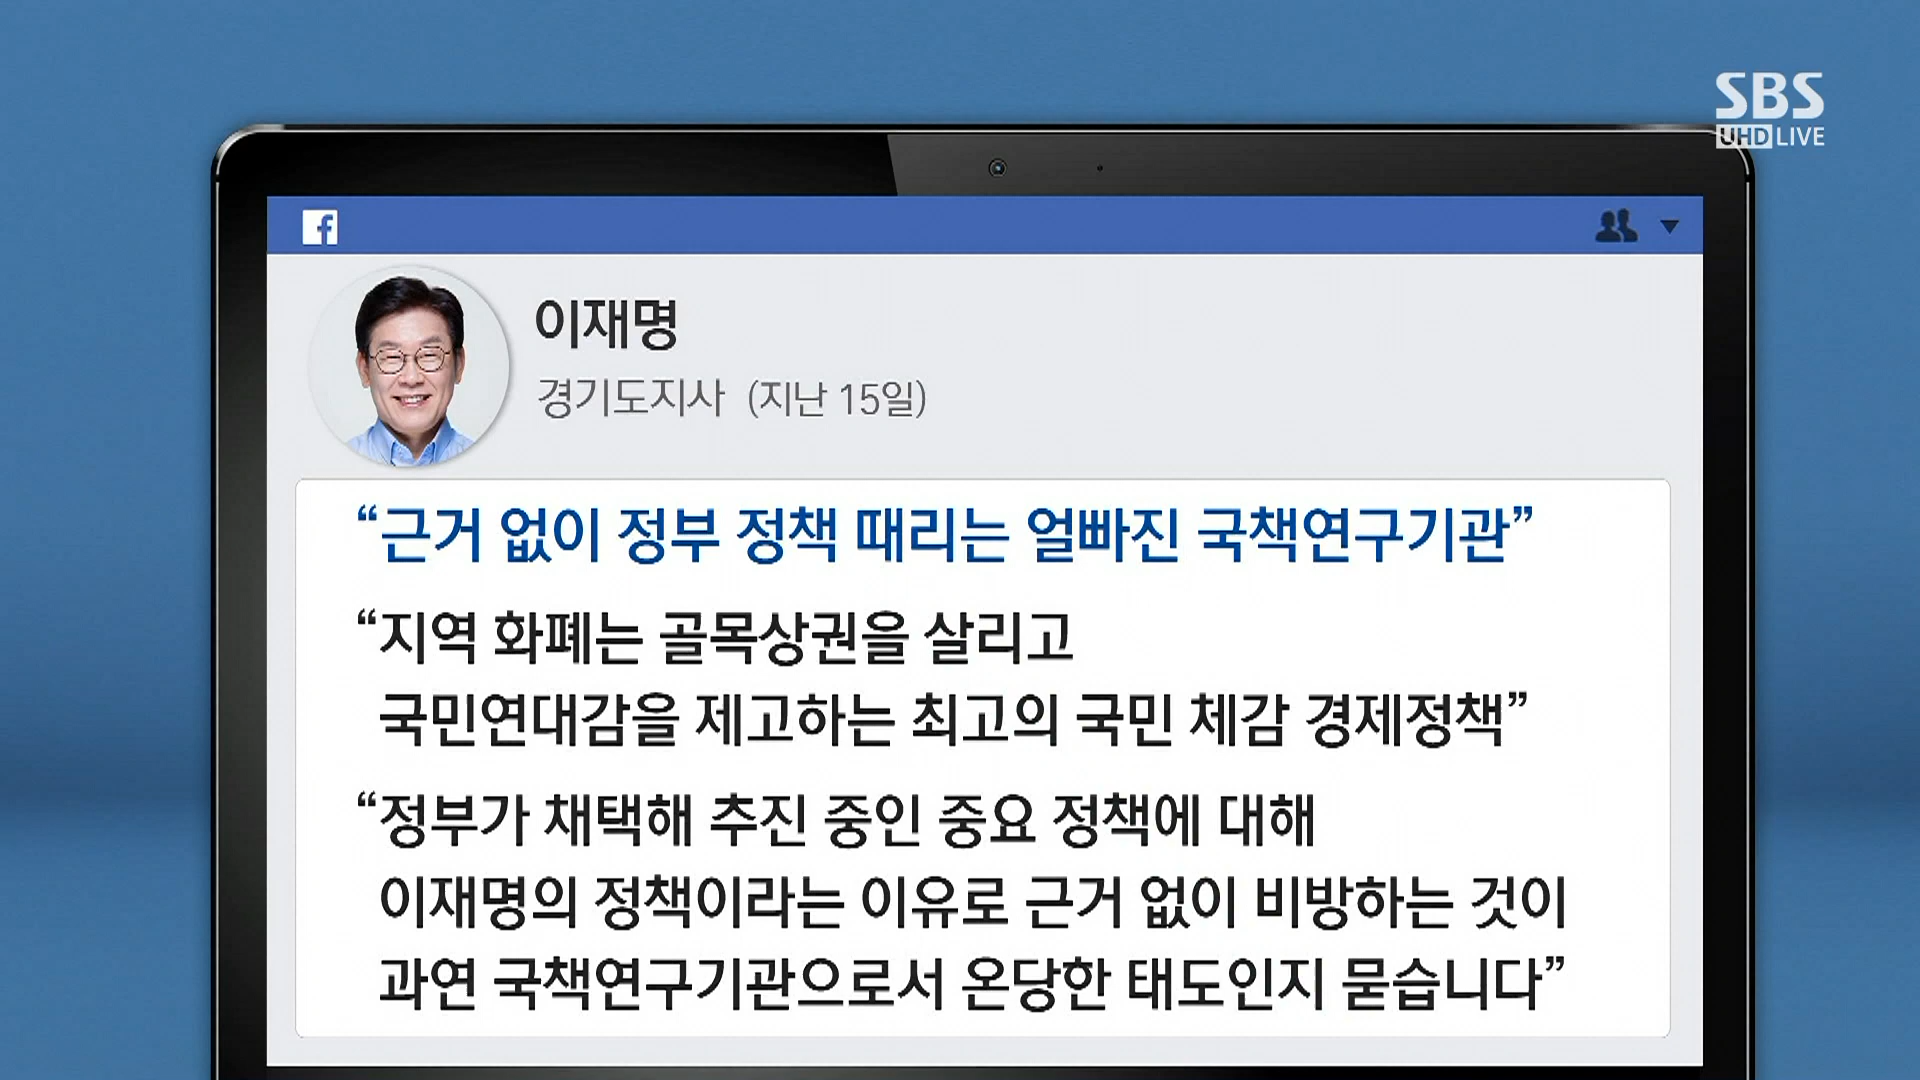 SBS
UHD LIVE
f
이재명
경기도지사 (지난 15일)
“근거 없이 정부 정책 때리는 얼빠진 국책연구기관”
“지역 화폐는 골목상권을 살리고
국민연대감을 제고하는 최고의 국민 체감 경제정책”
“정부가 채택해 추진 중인 중요 정책에 대해
이재명의 정책이라는 이유로 근거 없이 비방하는 것이
과연 국책연구기관으로서 온당한 태도인지 묻습니다”